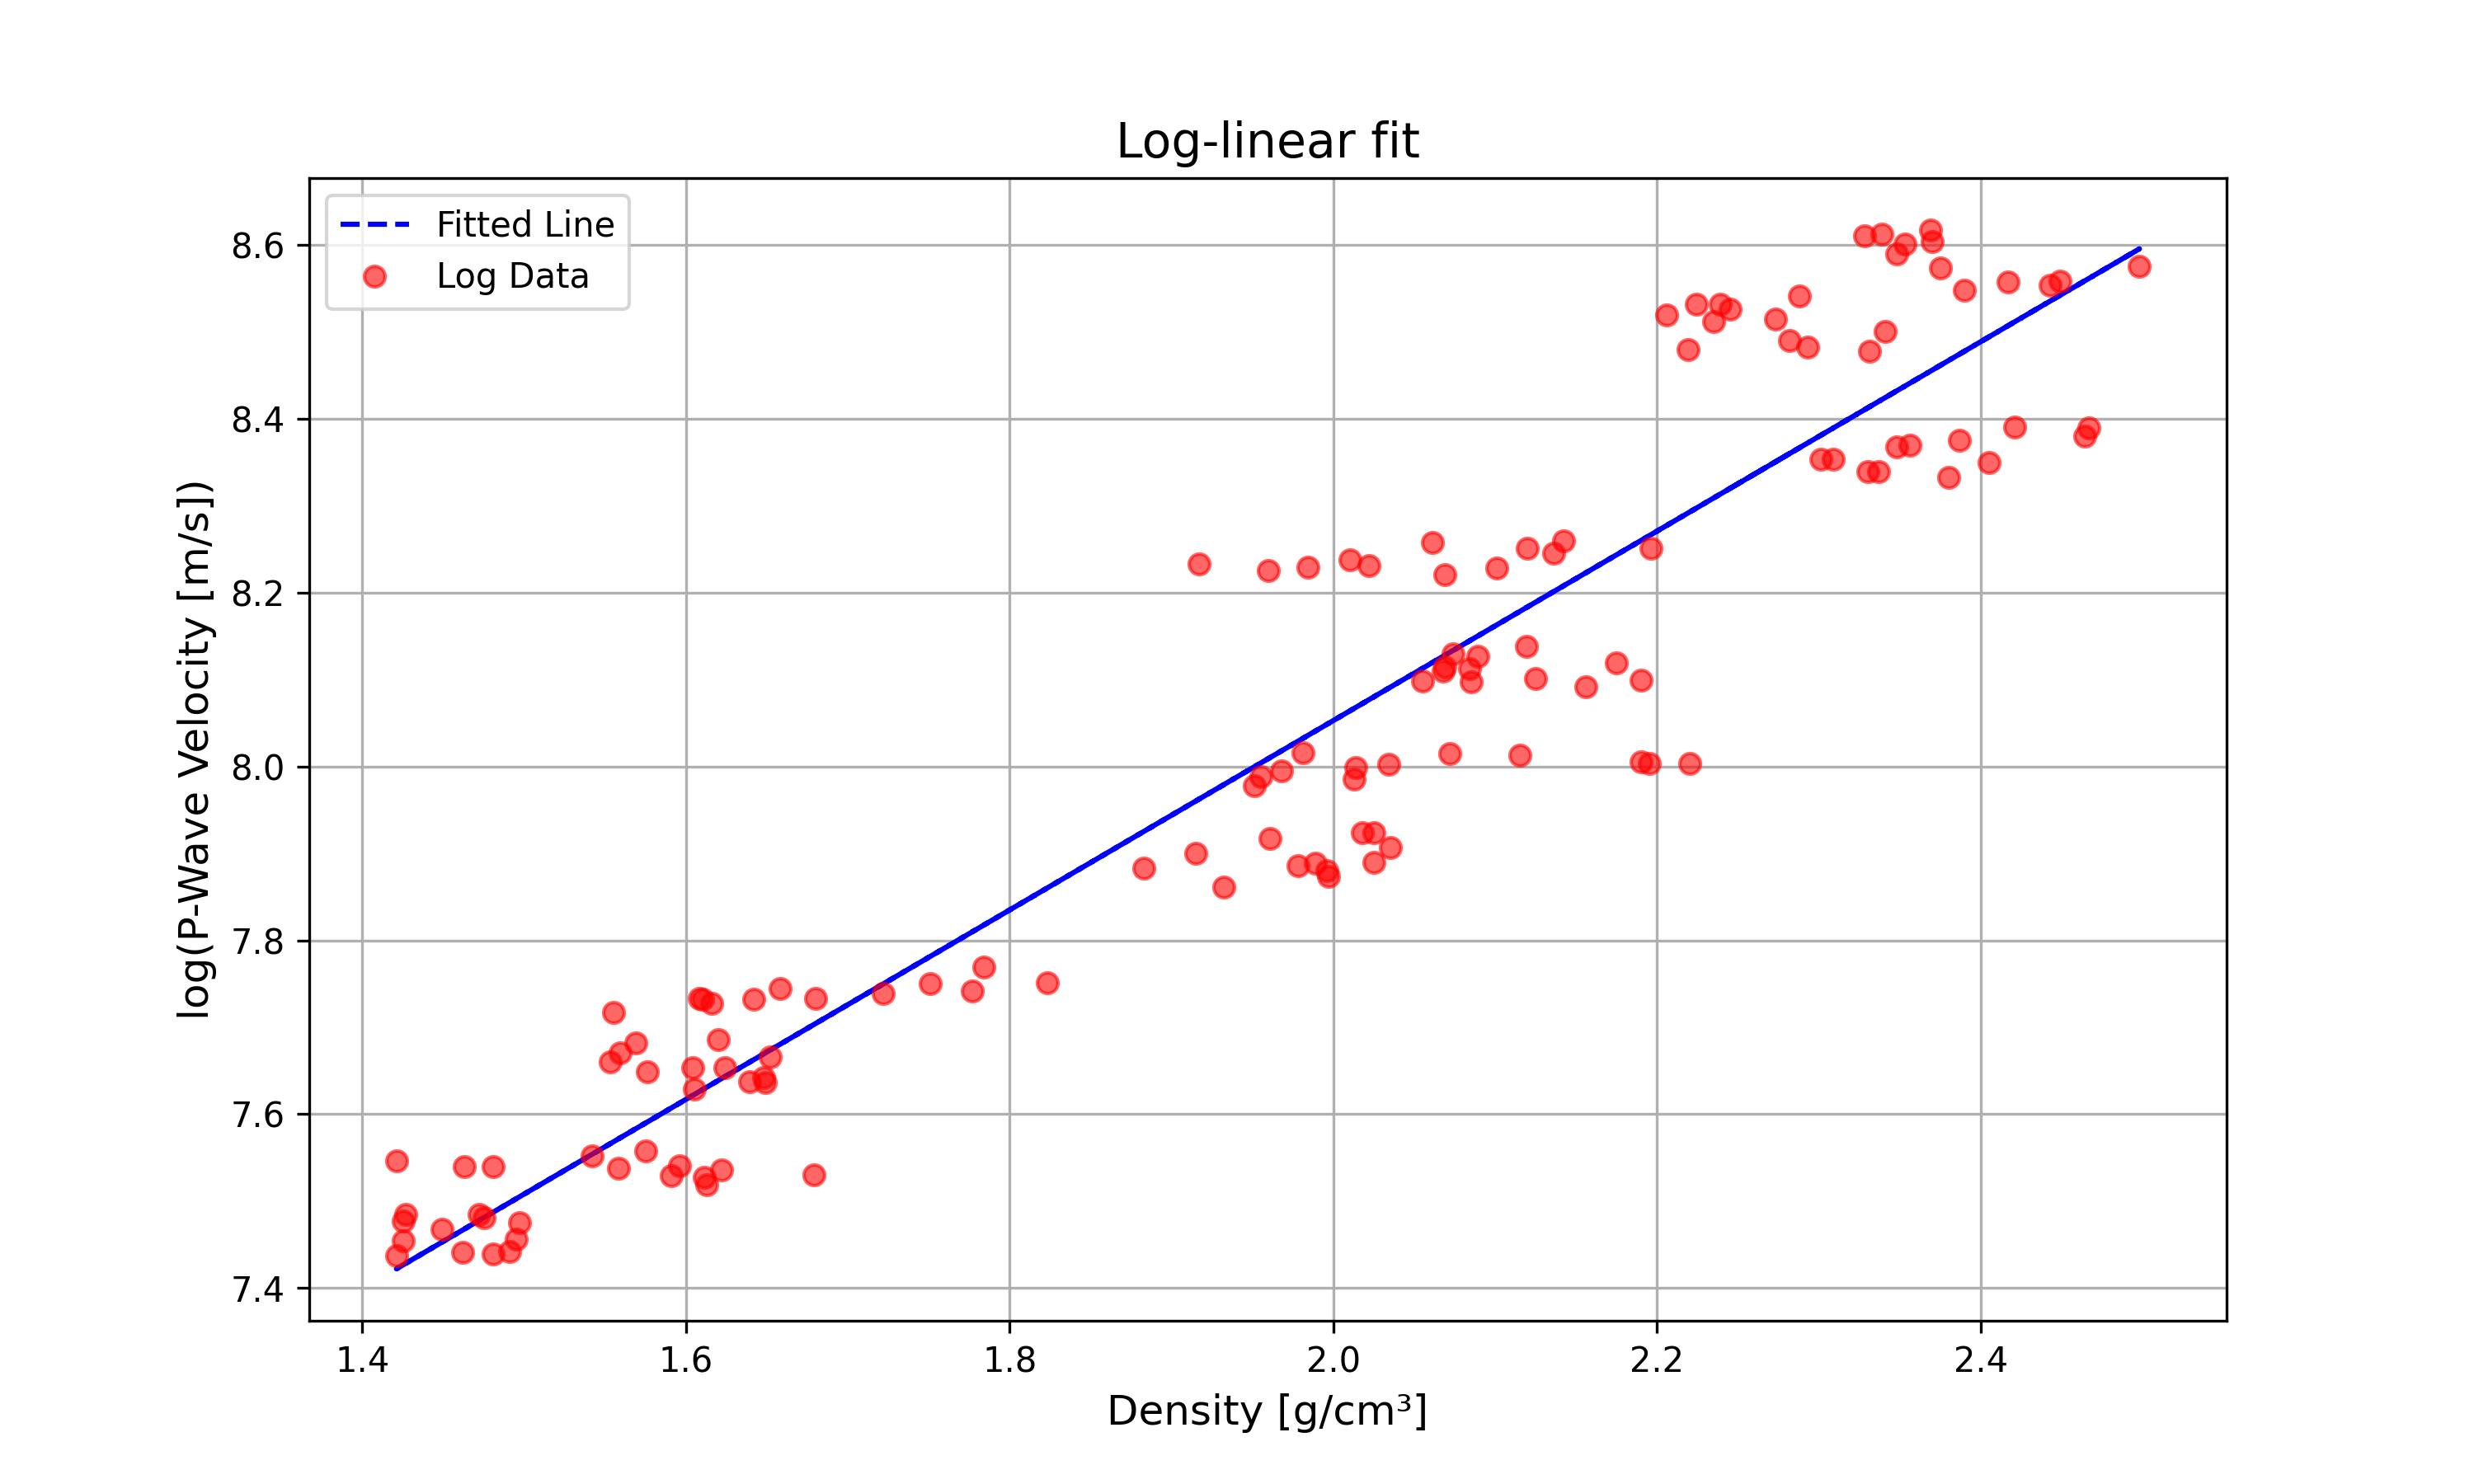 Log-linear fit
Fitted Line
Log Data
8.6
8.4
8.2
8.0
7.8
7.6
7.4
log(P-Wave Velocity [m/s])
1.4 1.6 1.8 2.0 2.2 2.4
Density [g/cm³]